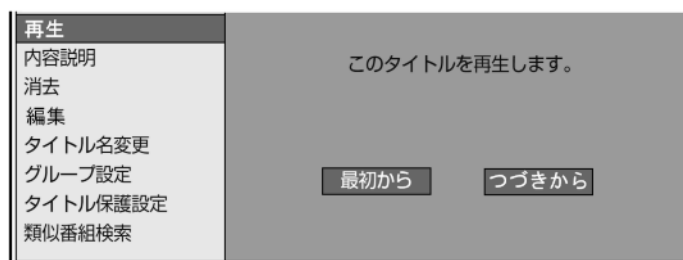 再生
内容説明
消去
編集
タイトル名変更
グループ設定
タイトル保護設定
類似番組検索
このタイトルを再生します。
最初から
つづきから